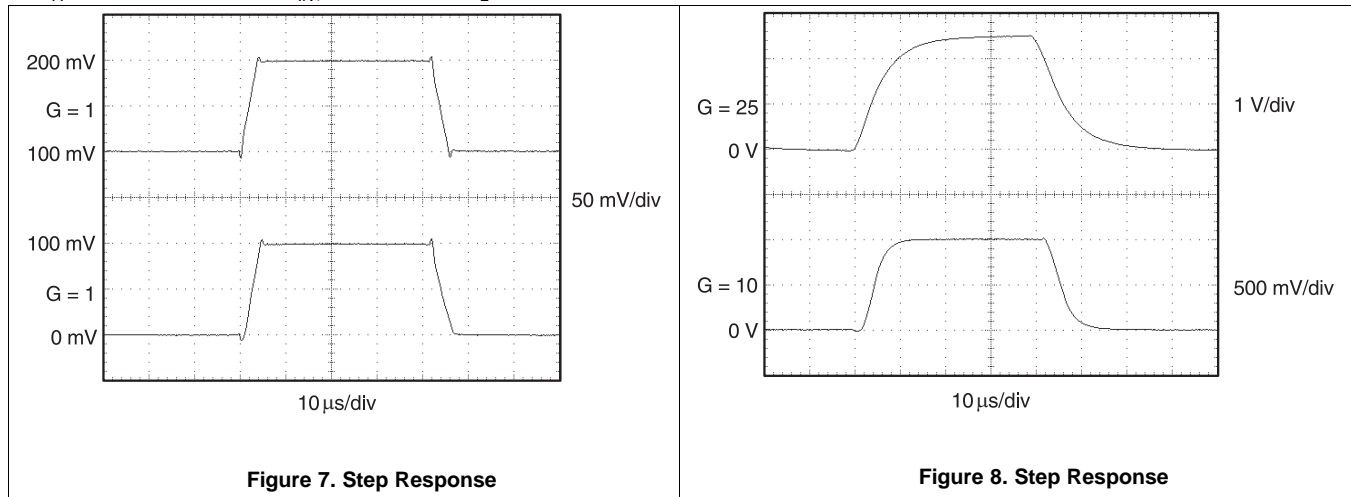 200 mV
G = 1
100 mV
50 mV/div
100 mV
G = 1
0 mV
10 μs/div
Figure 7. Step Response
G = 25
1 V/div
0 V
G = 10
500 mV/div
0 V
10 μs/div
Figure 8. Step Response